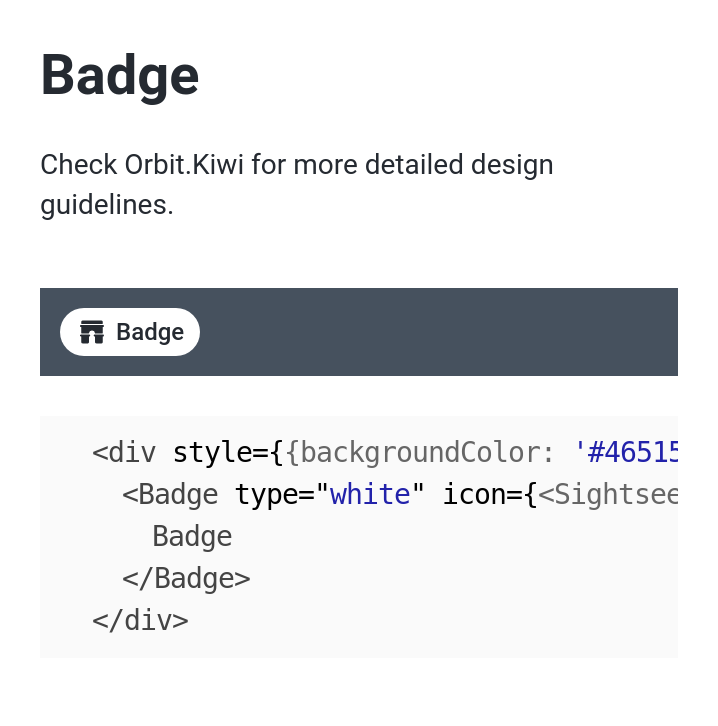 Badge
Check Orbit.Kiwi for more detailed design
guidelines.
Badge
<div style={{backgroundColor: '#46515
<Badge type="white" icon={<Sightsee
Badge
</Badge>
</div>